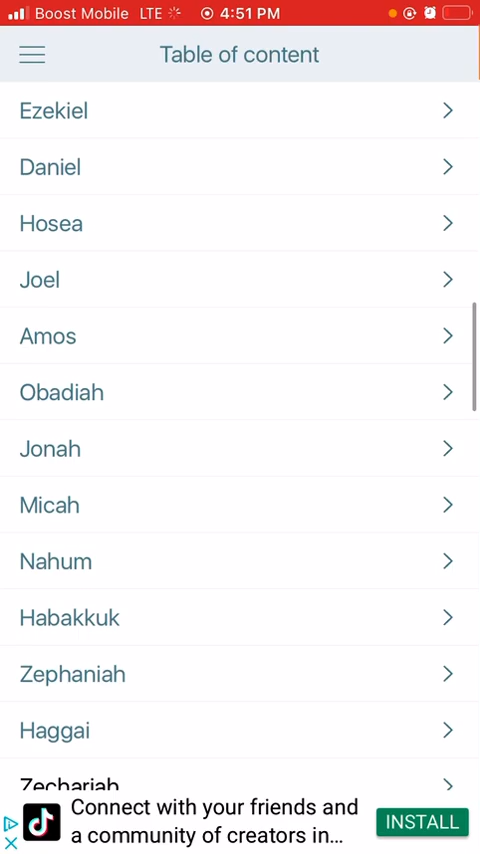 Boost Mobile LTE 4:51 PM
Table of content
Ezekiel
Daniel
Hosea
Joel
Amos
Obadiah
Jonah
Micah
Nahum
Habakkuk
Zephaniah
Haggai
Zechariah
Connect with your friends and
a community of creators in...
INSTALL